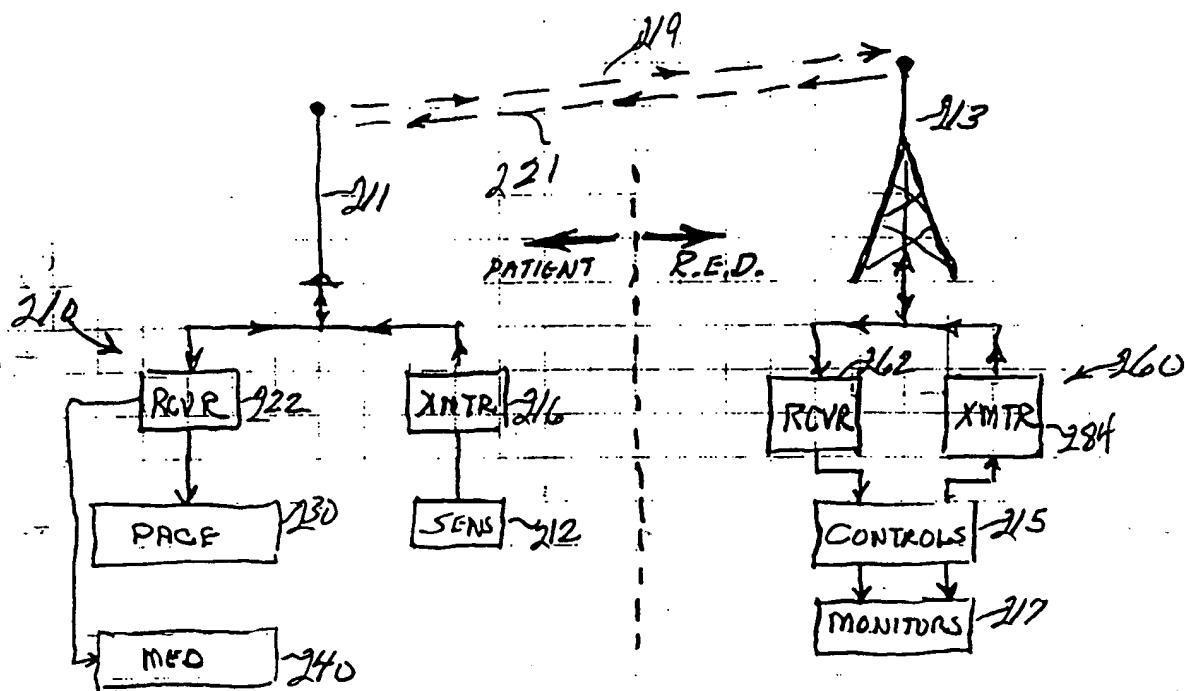 219
213
221
211
PATIENT
R.E.D.
210
262
260
RCVR
222
XMTR
216
RCVR
XMTR
284
PACE
230
SENS
212
CONTROLS
215
MONITORS
217
MED
240